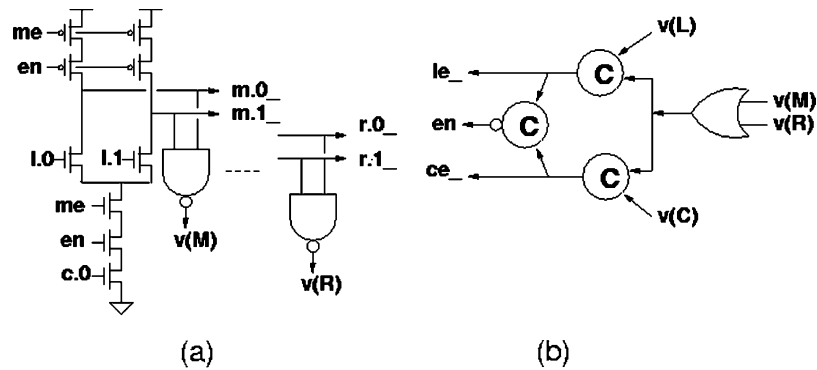 me
en
m.0_
m.1_
r.0_
r.1_
l.0
l.1
me
en
c.0
v(M)
v(R)
(a)
v(L)
le_
C
en
C
v(M)
v(R)
ce_
C
v(C)
(b)